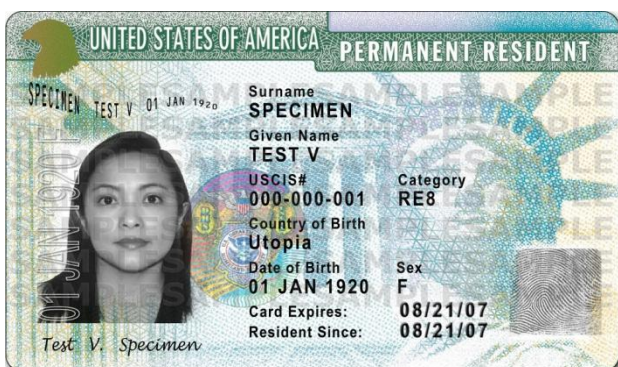 UNITED STATES OF AMERICA PERMANENT RESIDENT
SPECIMEN TEST V 01 JAN 1920
Surname
SPECIMEN
Given Name
TEST V
USCIS# Category
000-000-001 RE8
Country of Birth
Utopia
Date of Birth Sex
01 JAN 1920 F
Card Expires: 08/21/07
Resident Since: 08/21/07
01 JAN 1920 F
Test V. Specimen